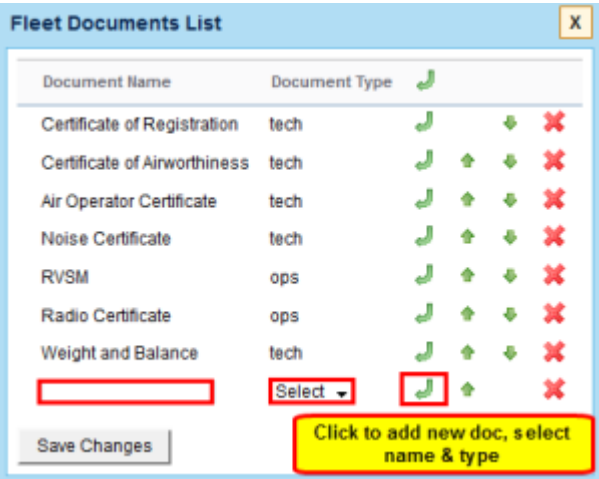 Fleet Documents List X
Document Name Document Type
Certificate of Registration tech
Certificate of Airworthiness tech
Air Operator Certificate tech
Noise Certificate tech
RVSM ops
Radio Certificate ops
Weight and Balance tech
Select
Save Changes
Click to add new doc, select
name & type